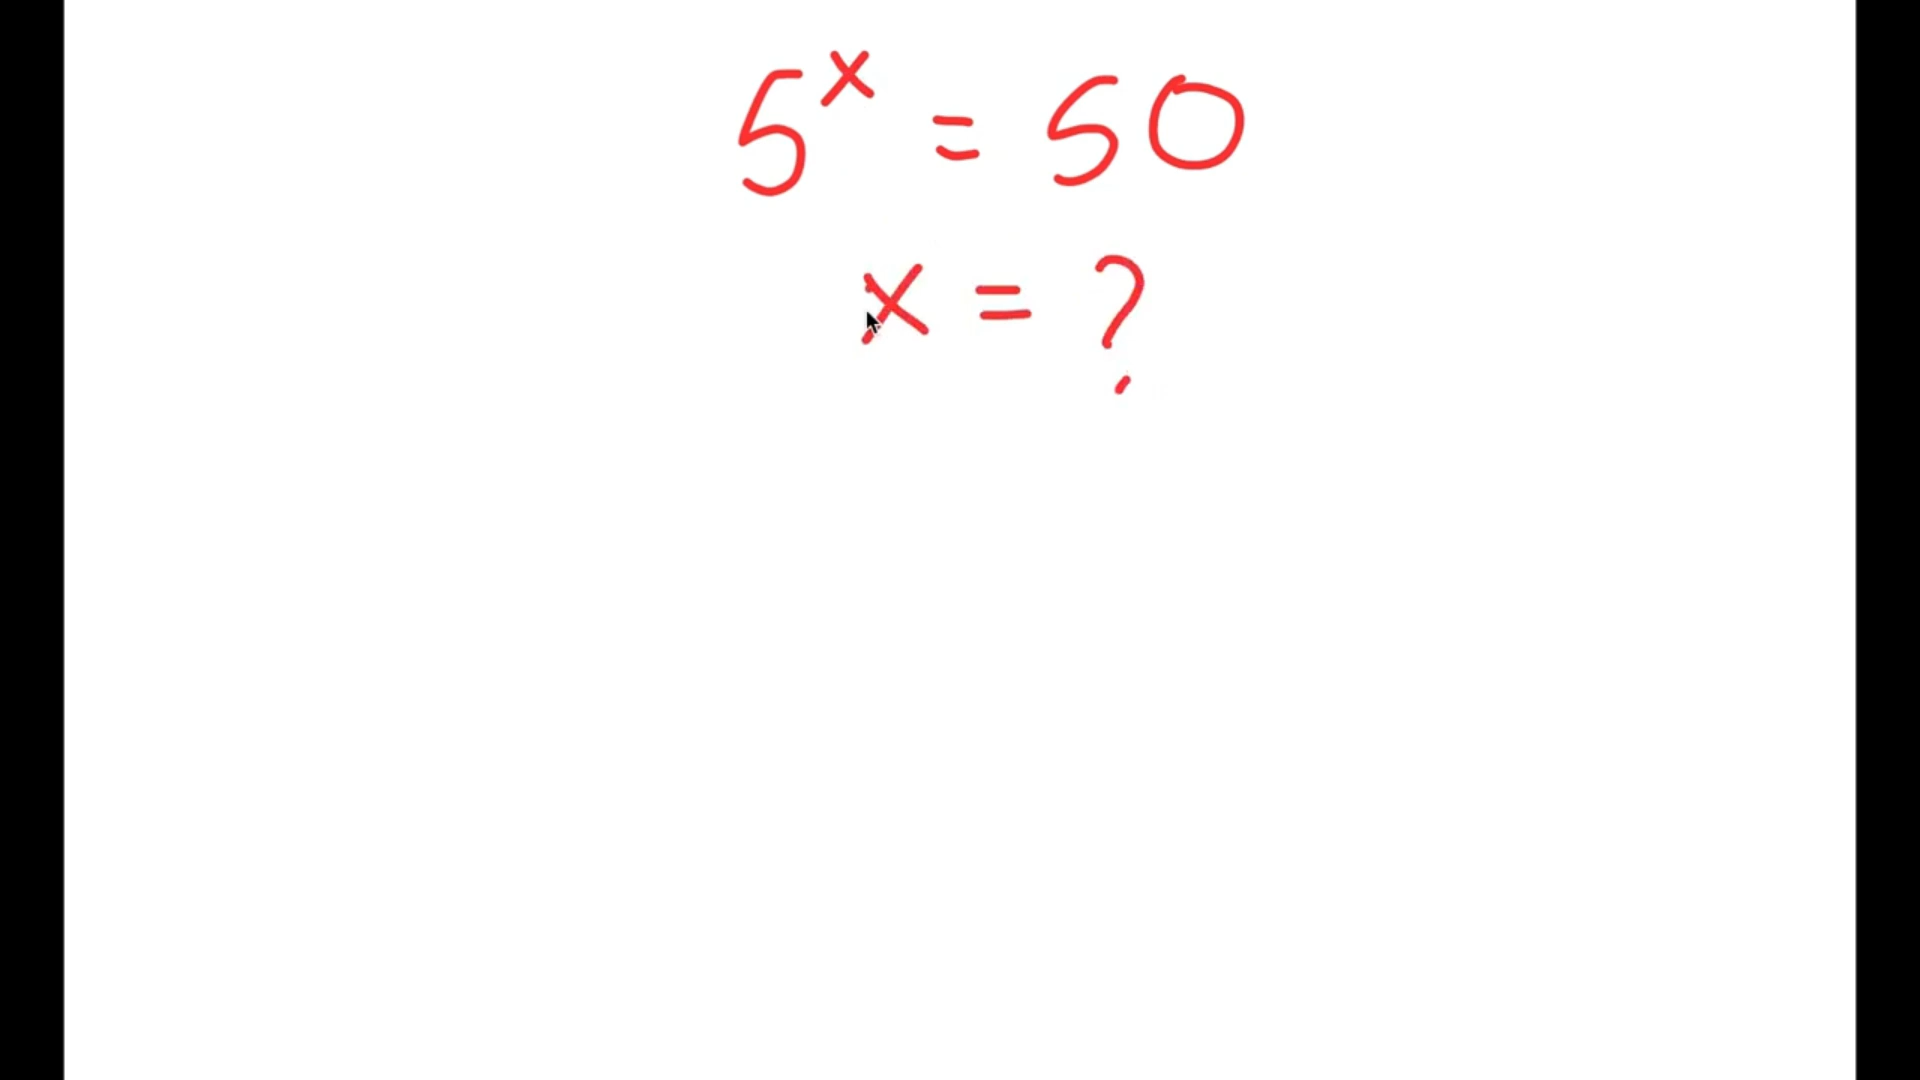 5^x = 50
x = ?